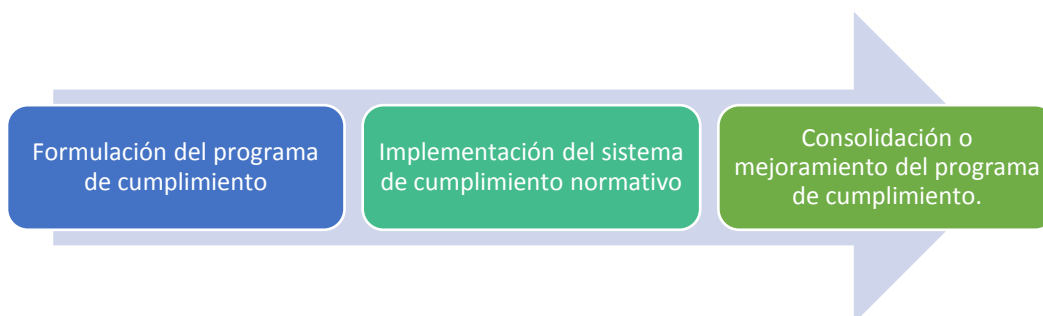 Formulación del programa
de cumplimiento
Implementación del sistema
de cumplimiento normativo
Consolidación o
mejoramiento del programa
de cumplimiento.